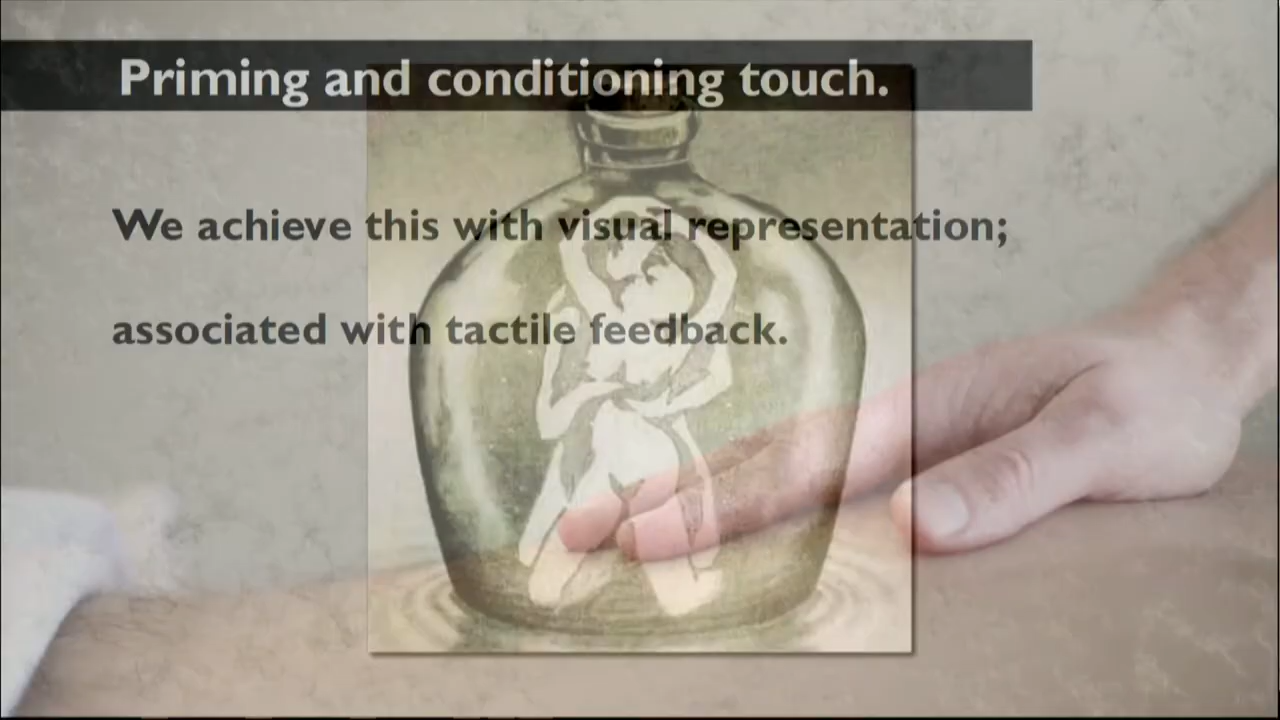 Priming and conditioning touch.
We achieve this with visual representation;
associated with tactile feedback.